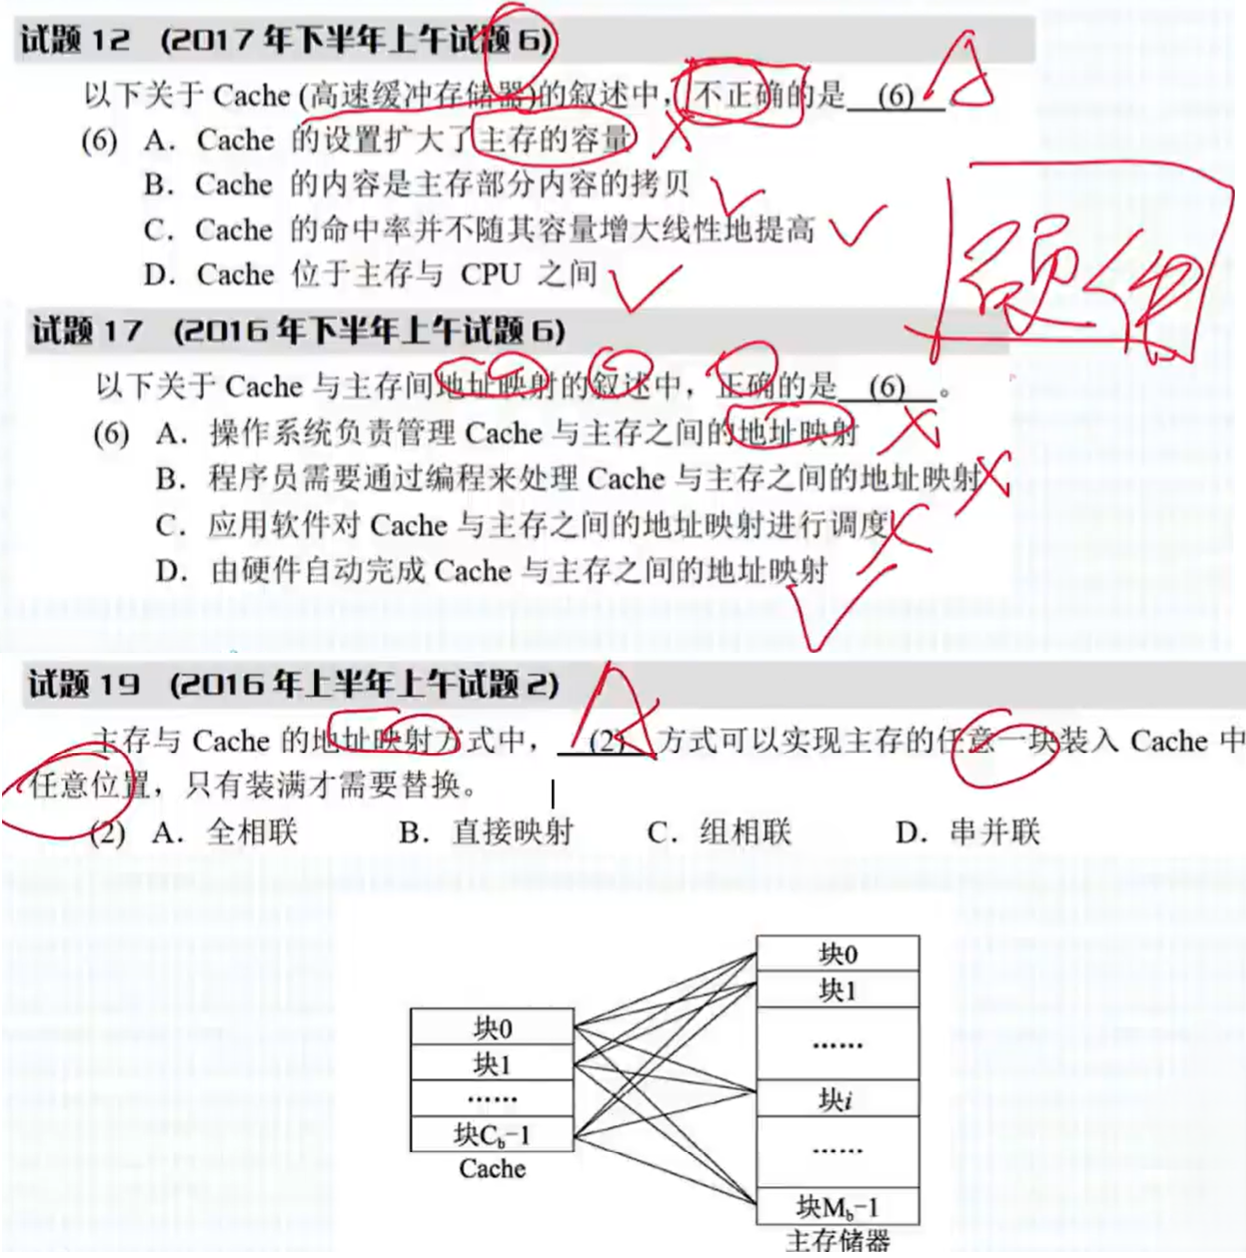 试题 12 (2017 年下半年上午试题 6)
以下关于 Cache (高速缓冲存储器)的叙述中，不正确的是 (6) 。 A
(6) A．Cache 的设置扩大了主存的容量
B．Cache 的内容是主存部分内容的拷贝
C．Cache 的命中率并不随其容量增大线性地提高
D．Cache 位于主存与 CPU 之间
硬件
试题 17 (2016 年下半年上午试题 6)
以下关于 Cache 与主存间地址映射的叙述中，正确的是 (6) 。
(6) A．操作系统负责管理 Cache 与主存之间的地址映射
B．程序员需要通过编程来处理 Cache 与主存之间的地址映射
C．应用软件对 Cache 与主存之间的地址映射进行调度
D．由硬件自动完成 Cache 与主存之间的地址映射
试题 19 (2016 年上半年上午试题 2)
主存与 Cache 的地址映射方式中， (2) 方式可以实现主存的任意一块装入 Cache 中
A
任意位置，只有装满才需要替换。
(2) A．全相联 B．直接映射 C．组相联 D．串并联
块0
块1
……
块Cb−1
Cache
块0
块1
……
块i
……
块Mb−1
主存储器